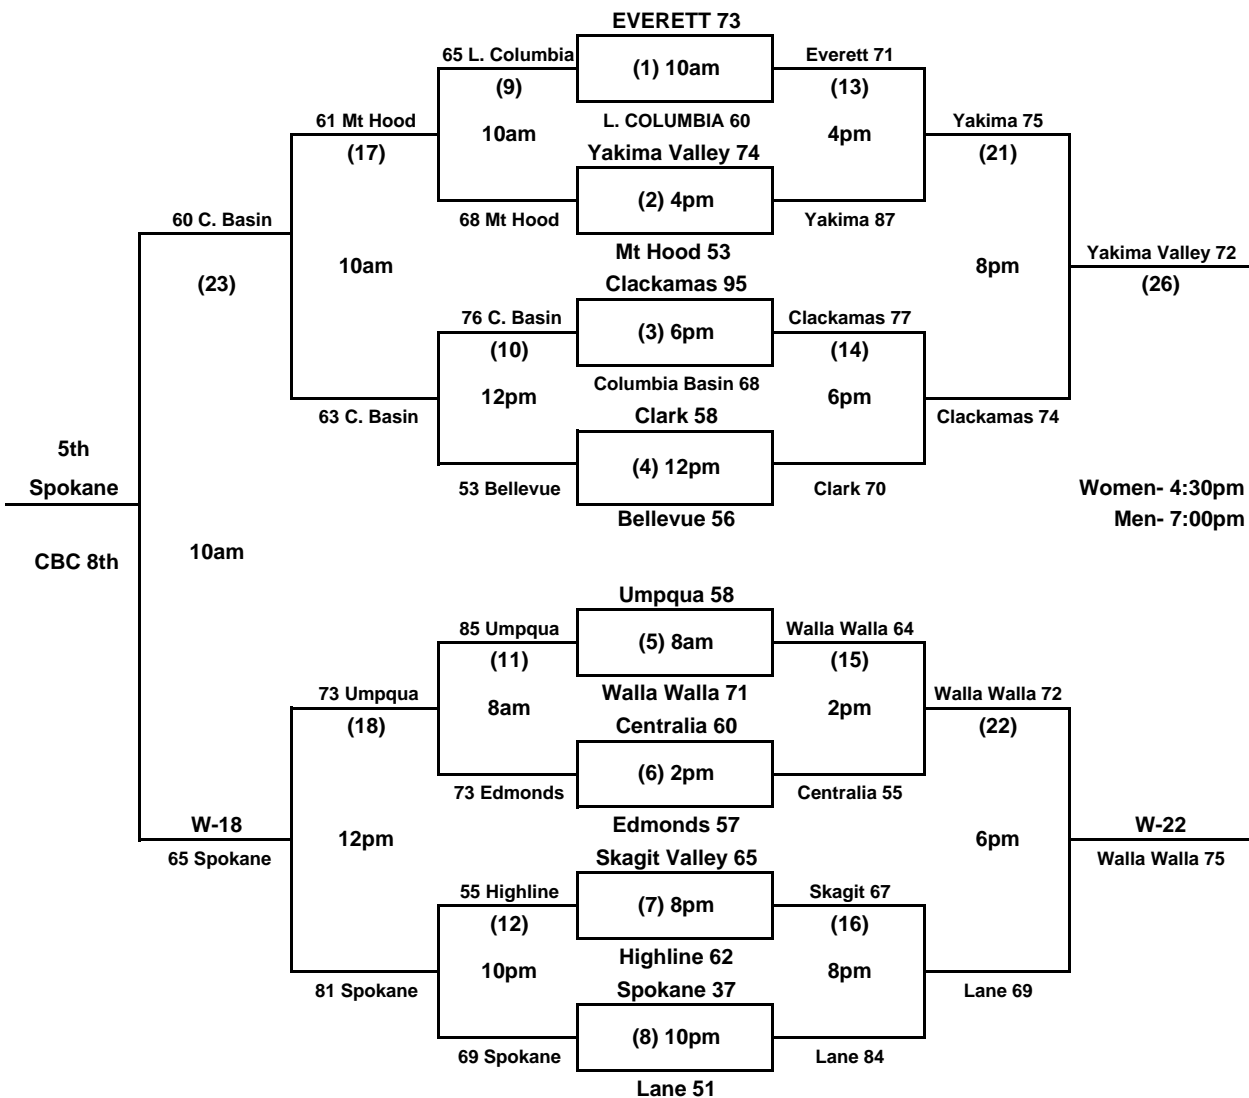 EVERETT 73
65 L. Columbia
(1) 10am
Everett 71
(9)
(13)
61 Mt Hood
10am
L. COLUMBIA 60
4pm
Yakima 75
(17)
Yakima Valley 74
(21)
60 C. Basin
68 Mt Hood
(2) 4pm
Yakima 87
10am
Mt Hood 53
8pm
Yakima Valley 72
(23)
Clackamas 95
(26)
76 C. Basin
(3) 6pm
Clackamas 77
(10)
(14)
12pm
Columbia Basin 68
6pm
63 C. Basin
Clark 58
Clackamas 74
5th
(4) 12pm
Spokane
53 Bellevue
Clark 70
Women- 4:30pm
Bellevue 56
Men- 7:00pm
CBC 8th
10am
Umpqua 58
85 Umpqua
(5) 8am
Walla Walla 64
(11)
(15)
73 Umpqua
8am
Walla Walla 71
2pm
Walla Walla 72
(18)
Centralia 60
(22)
73 Edmonds
(6) 2pm
Centralia 55
W-18
12pm
Edmonds 57
6pm
W-22
65 Spokane
Skagit Valley 65
Walla Walla 75
55 Highline
(7) 8pm
Skagit 67
(12)
(16)
10pm
Highline 62
8pm
81 Spokane
Spokane 37
Lane 69
69 Spokane
(8) 10pm
Lane 84
Lane 51